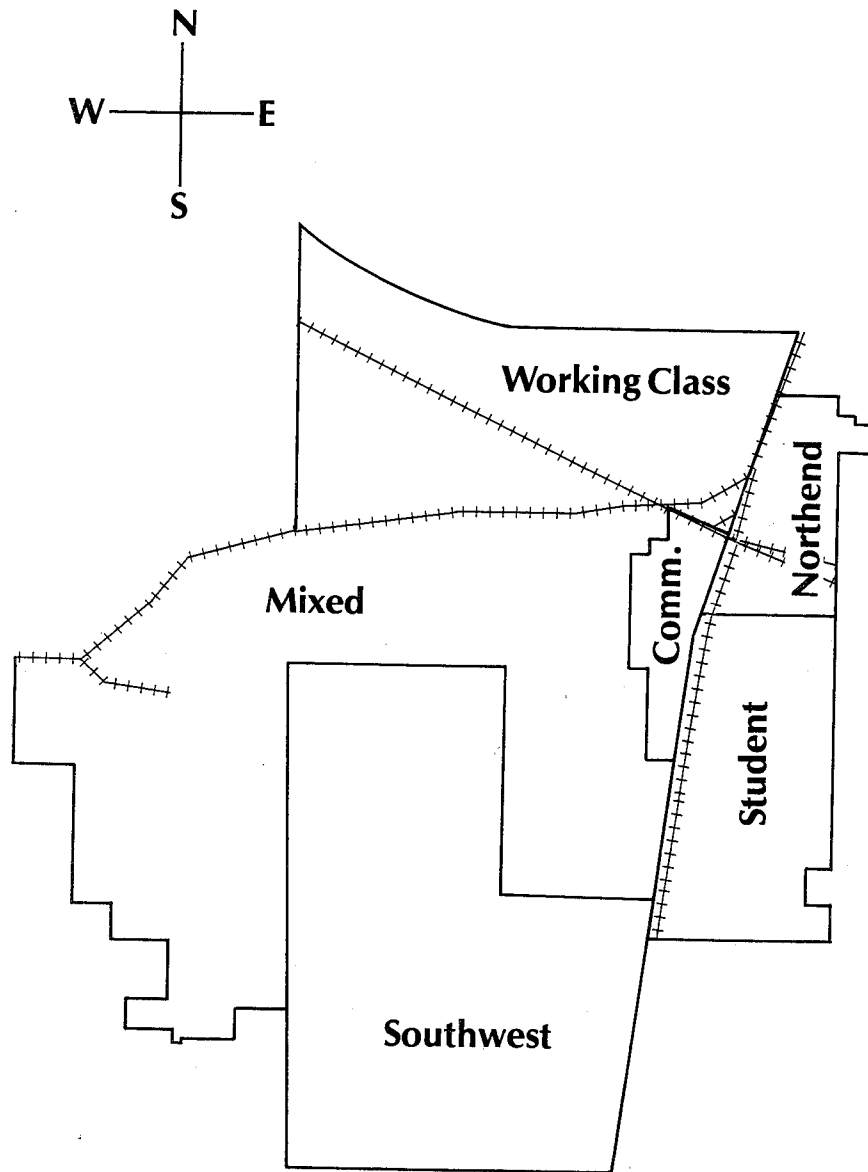 N
W E
S
Working Class
Northend
Mixed
Comm.
Student
Southwest